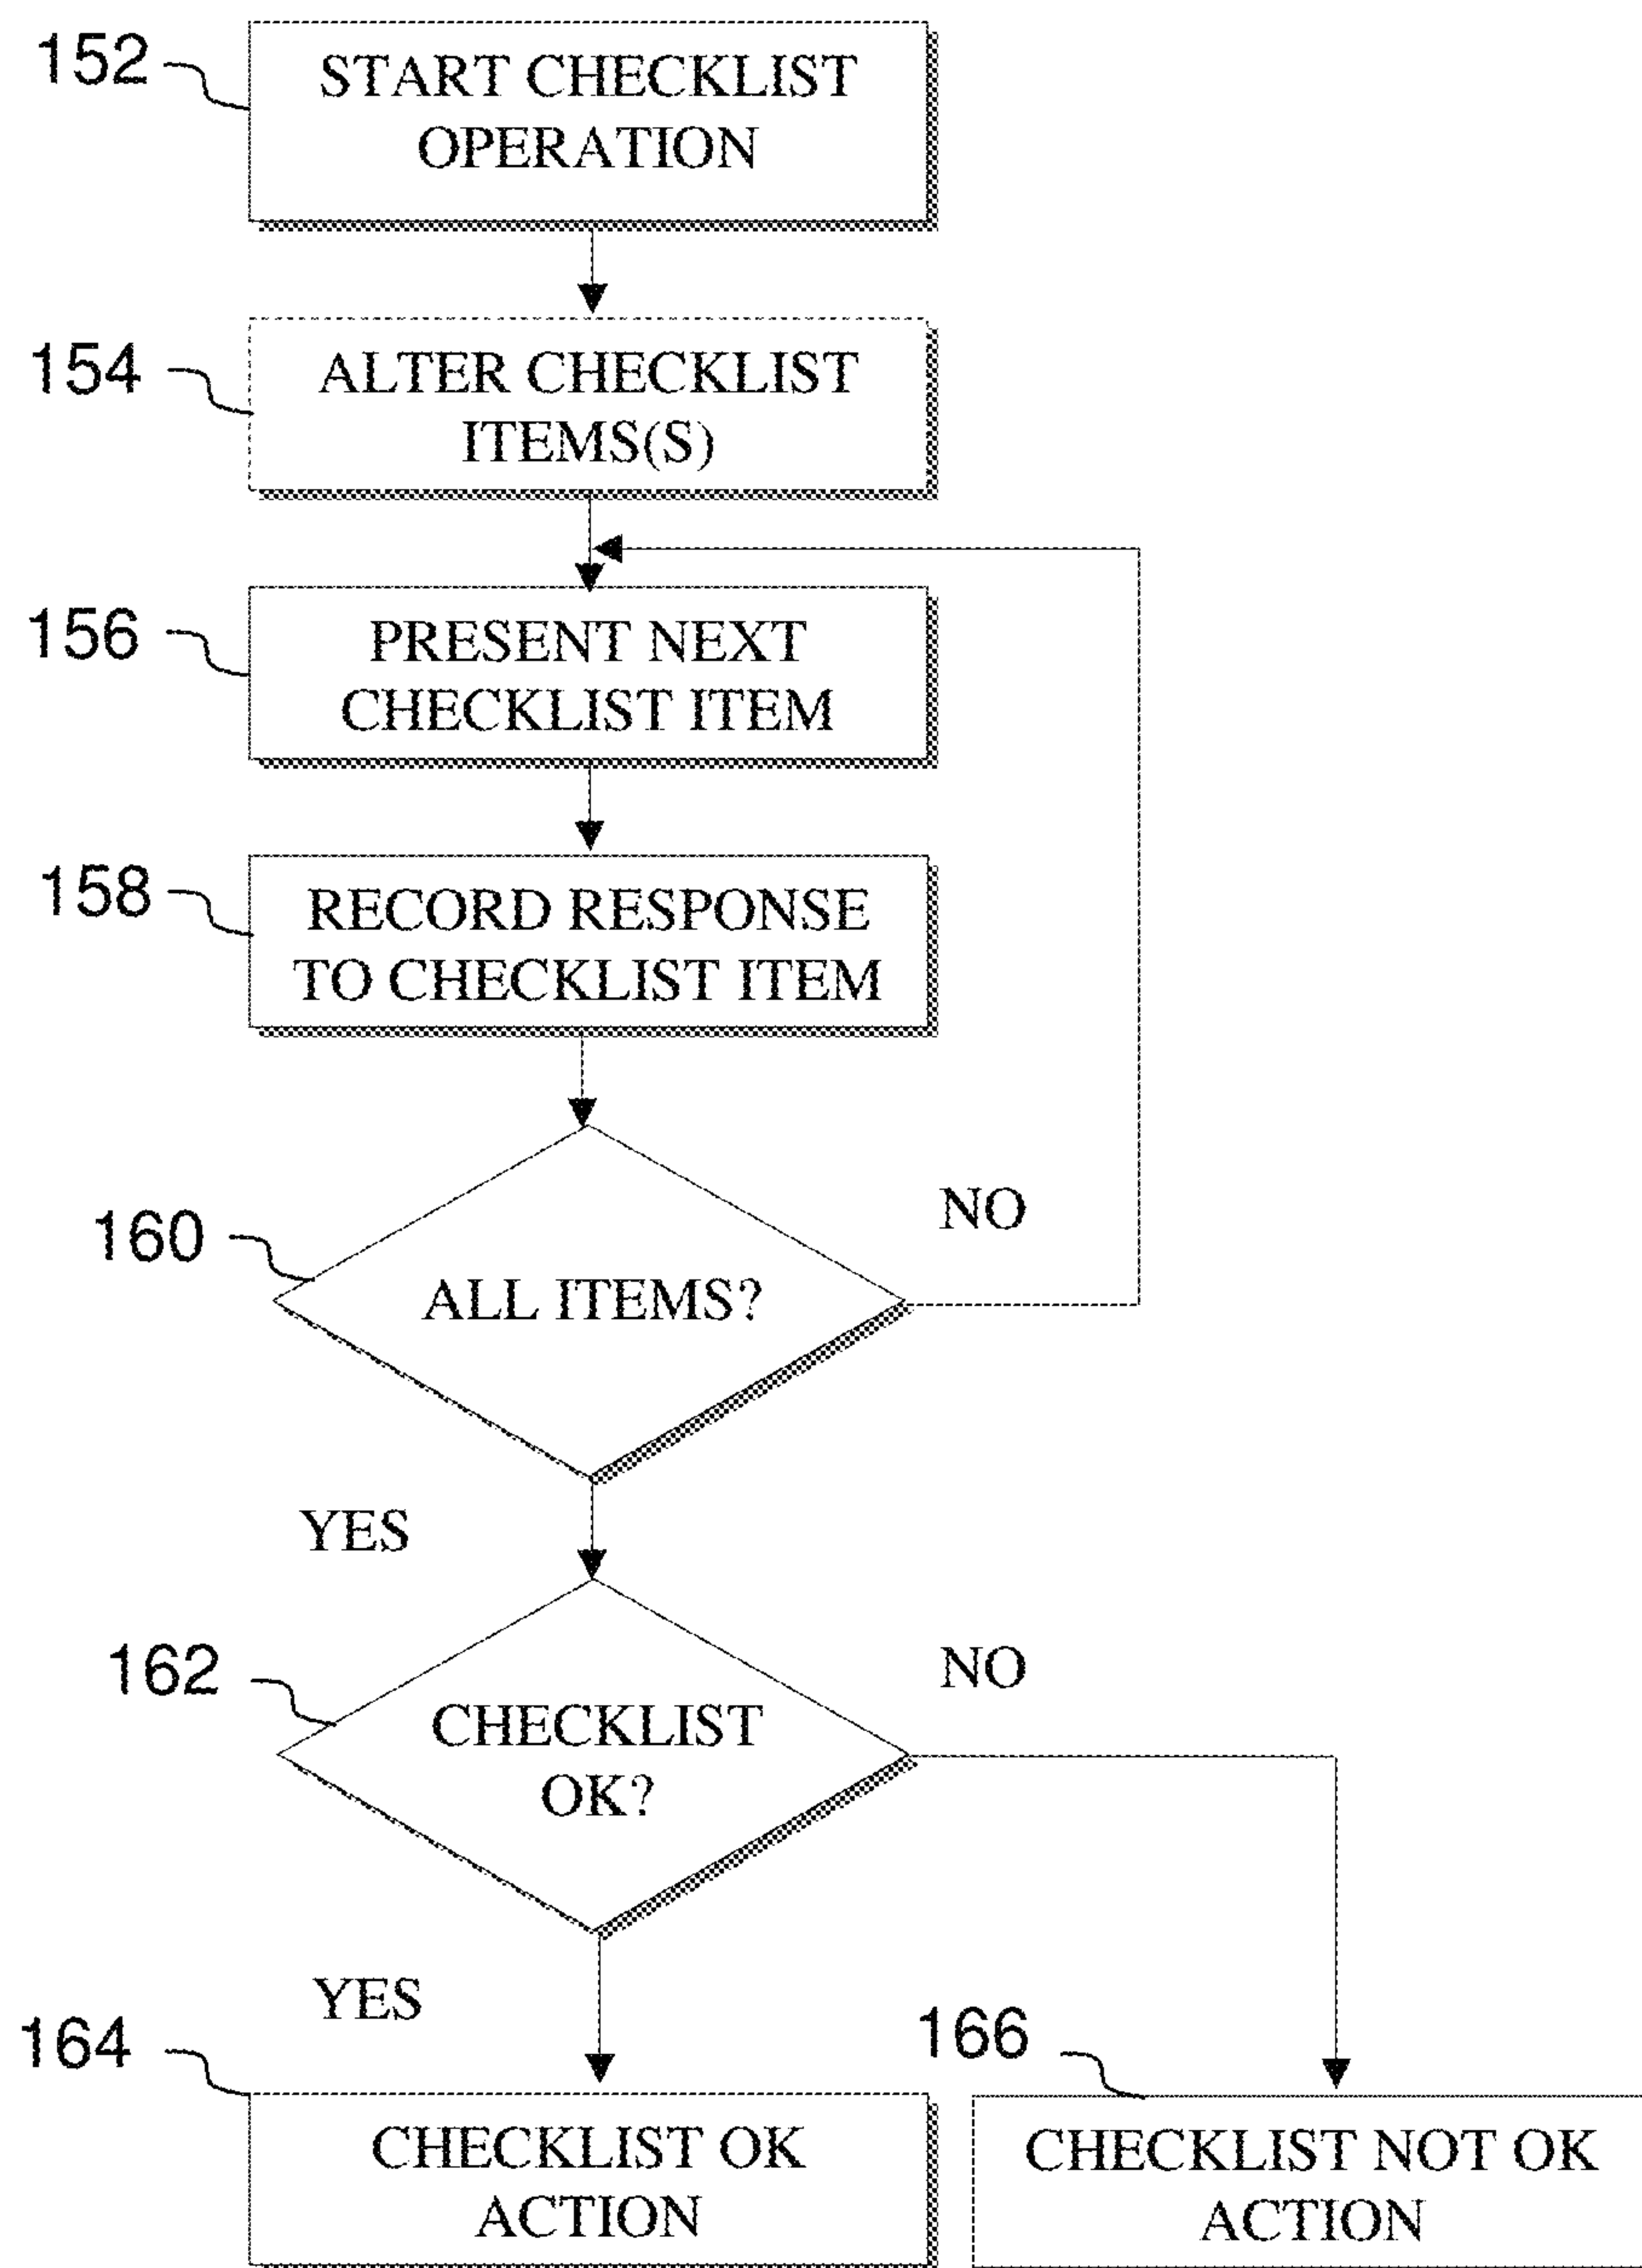 152
START CHECKLIST
OPERATION
154
ALTER CHECKLIST
ITEMS(S)
156
PRESENT NEXT
CHECKLIST ITEM
158
RECORD RESPONSE
TO CHECKLIST ITEM
160
ALL ITEMS?
NO
YES
162
CHECKLIST
OK?
NO
YES
164
CHECKLIST OK
ACTION
166
CHECKLIST NOT OK
ACTION